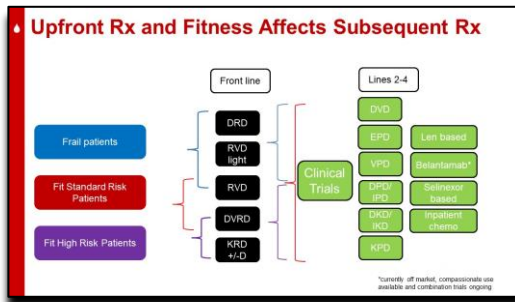 Upfront Rx and Fitness Affects Subsequent Rx
Front line
Lines 2-4
Frail patients
Fit Standard Risk
Patients
Fit High Risk Patients
DRD
RVD
light
RVD
DVRD
KRD
+/-D
Clinical
Trials
DVD
EPD
VPD
DPD/
IPD
DKD/
IKD
KPD
Len based
Belantamab*
Selinexor
based
Inpatient
chemo
*currently off market, compassionate use
available and combination trials ongoing